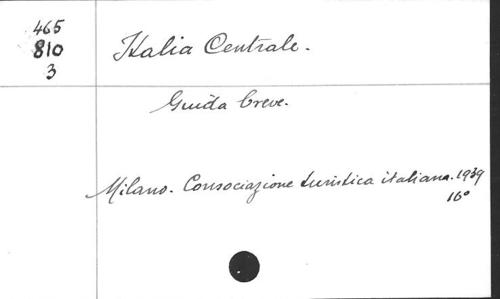 465
810
3
Italia Centrale.
Guida breve.
Milano. Consociazione turistica italiana. 1939
16°